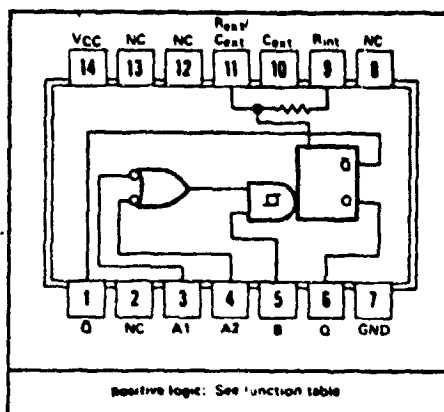 Rext/
VCC NC NC Cext Cext Rint NC
14 13 12 11 10 9 8
Q̅
Q
1 2 3 4 5 6 7
Q̅ NC A1 A2 B Q GND
positive logic: See function table